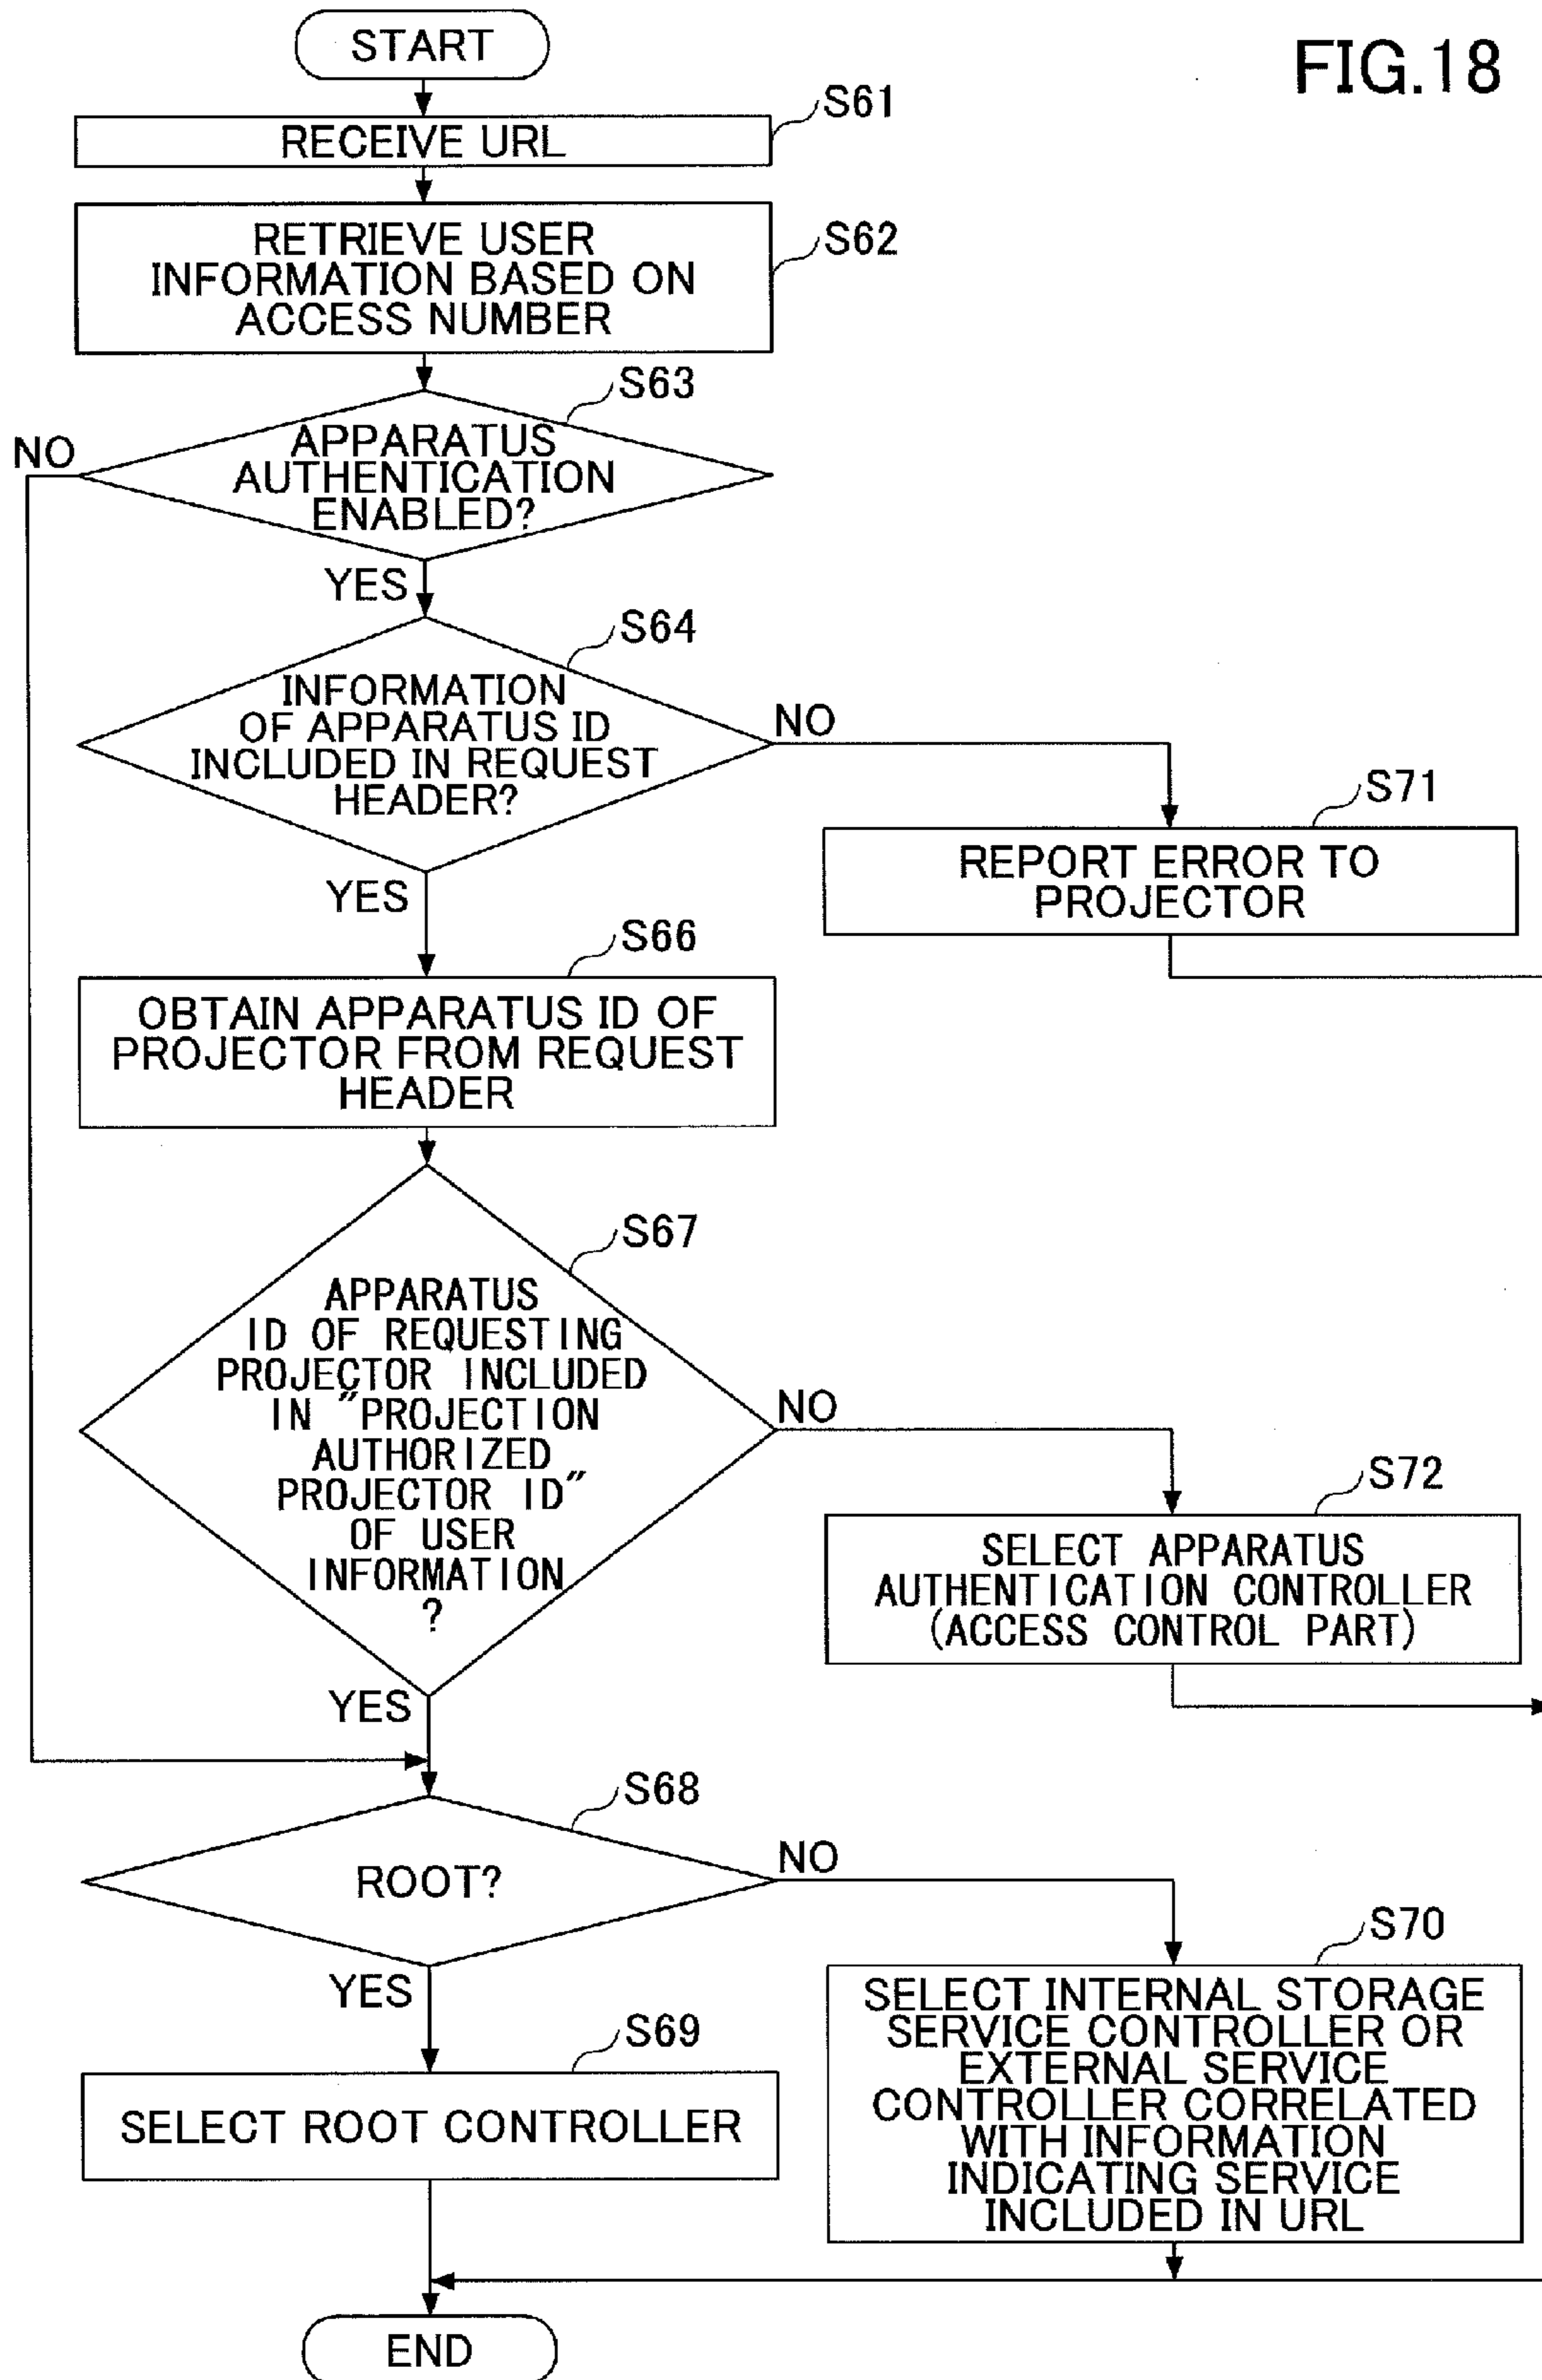 START
FIG.18
S61
RECEIVE URL
S62
RETRIEVE USER
INFORMATION BASED ON
ACCESS NUMBER
S63
NO
APPARATUS
AUTHENTICATION
ENABLED?
YES
S64
INFORMATION
OF APPARATUS ID
INCLUDED IN REQUEST
HEADER?
NO
S71
REPORT ERROR TO
PROJECTOR
YES
S66
OBTAIN APPARATUS ID OF
PROJECTOR FROM REQUEST
HEADER
S67
APPARATUS
ID OF REQUESTING
PROJECTOR INCLUDED
IN "PROJECTION
AUTHORIZED
PROJECTOR ID"
OF USER
INFORMATION
?
NO
S72
SELECT APPARATUS
AUTHENTICATION CONTROLLER
(ACCESS CONTROL PART)
YES
S68
ROOT?
NO
S70
SELECT INTERNAL STORAGE
SERVICE CONTROLLER OR
EXTERNAL SERVICE
CONTROLLER CORRELATED
WITH INFORMATION
INDICATING SERVICE
INCLUDED IN URL
YES
S69
SELECT ROOT CONTROLLER
END